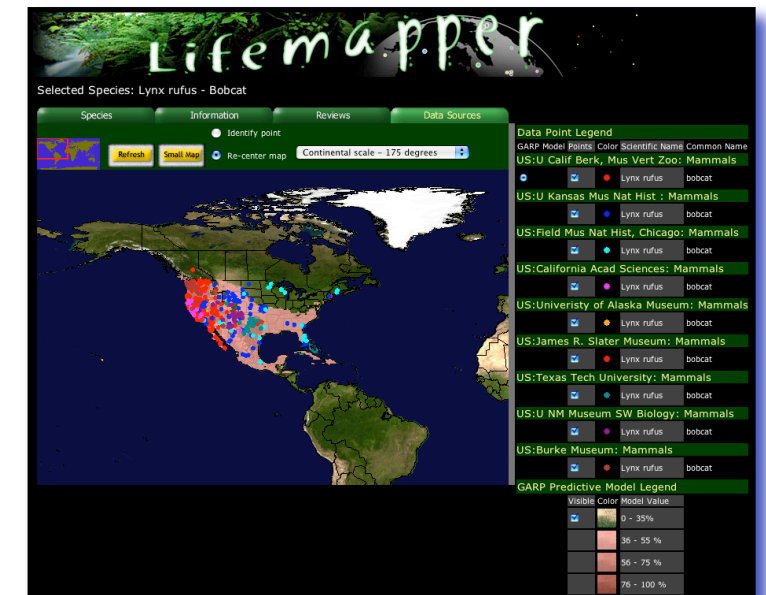 Lifemapper
Selected Species: Lynx rufus - Bobcat
Species Information Reviews Data Sources
Identify point
Refresh Small Map Re-center map Continental scale – 175 degrees
Data Point Legend
GARP Model Points Color Scientific Name Common Name
US:U Calif Berk, Mus Vert Zoo: Mammals
Lynx rufus bobcat
US:U Kansas Mus Nat Hist : Mammals
Lynx rufus bobcat
US:Field Mus Nat Hist, Chicago: Mammals
Lynx rufus bobcat
US:California Acad Sciences: Mammals
Lynx rufus bobcat
US:Univeristy of Alaska Museum: Mammals
Lynx rufus bobcat
US:James R. Slater Museum: Mammals
Lynx rufus bobcat
US:Texas Tech University: Mammals
Lynx rufus bobcat
US:U NM Museum SW Biology: Mammals
Lynx rufus bobcat
US:Burke Museum: Mammals
Lynx rufus bobcat
GARP Predictive Model Legend
Visible Color Model Value
0 - 35%
36 - 55 %
56 - 75 %
76 - 100 %